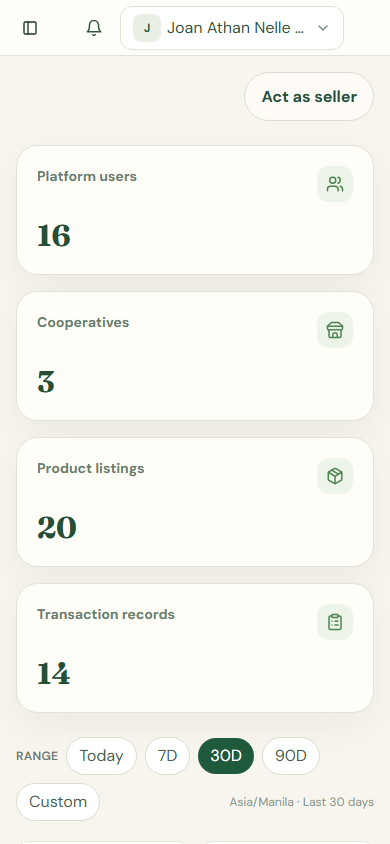 J Joan Athan Nelle ...
Act as seller
Platform users
16
Cooperatives
3
Product listings
20
Transaction records
14
RANGE Today 7D 30D 90D
Custom Asia/Manila · Last 30 days